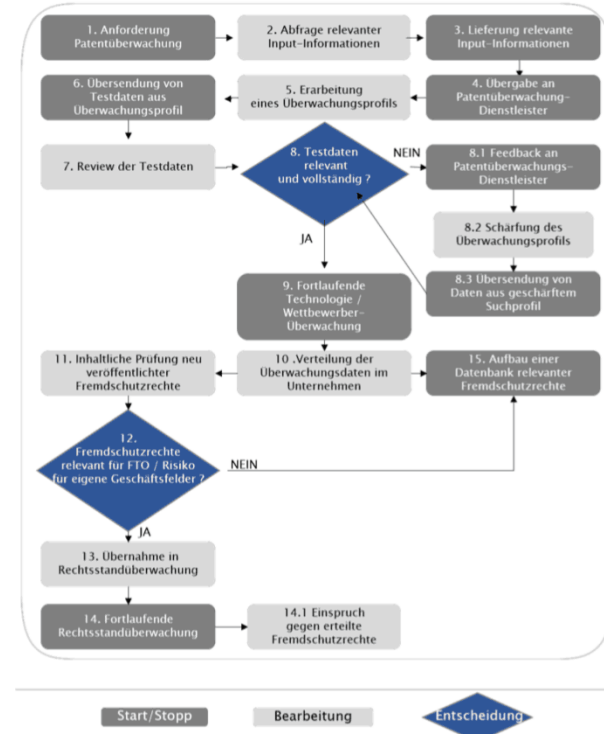 1. Anforderung
Patentüberwachung
2. Abfrage relevanter
Input-Informationen
3. Lieferung relevante
Input-Informationen
6. Übersendung von
Testdaten aus
Überwachungsprofil
5. Erarbeitung
eines Überwachungsprofils
4. Übergabe an
Patentüberwachung-
Dienstleister
7. Review der Testdaten
8. Testdaten
relevant
und vollständig ?
NEIN
8.1 Feedback an
Patentüberwachungs-
Dienstleister
JA
8.2 Schärfung des
Überwachungsprofils
8.3 Übersendung von
Daten aus geschärftem
Suchprofil
9. Fortlaufende
Technologie /
Wettbewerber-
Überwachung
11. Inhaltliche Prüfung neu
veröffentlichter
Fremdschutzrechte
10 .Verteilung der
Überwachungsdaten im
Unternehmen
15. Aufbau einer
Datenbank relevanter
Fremdschutzrechte
12.
Fremdschutzrechte
relevant für FTO / Risiko
für eigene Geschäftsfelder ?
NEIN
JA
13. Übernahme in
Rechtsstandüberwachung
14. Fortlaufende
Rechtsstandüberwachung
14.1 Einspruch
gegen erteilte
Fremdschutzrechte
Start/Stopp
Bearbeitung
Entscheidung